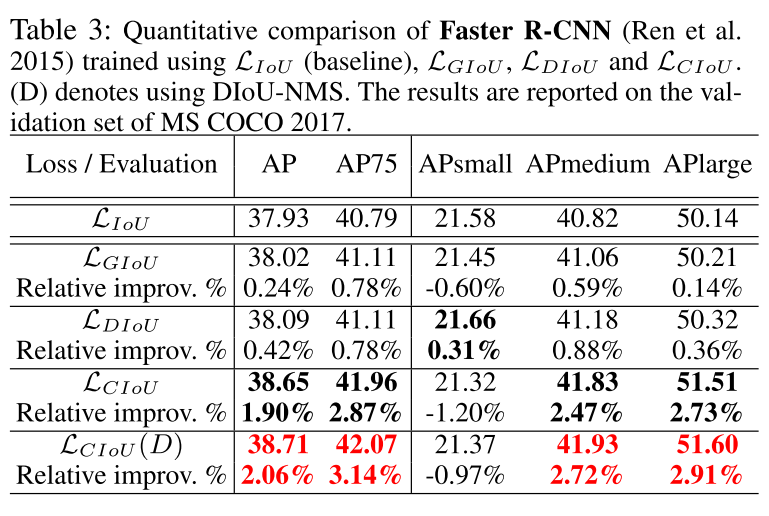 Table 3: Quantitative comparison of Faster R-CNN (Ren et al.
2015) trained using ℒ_IoU (baseline), ℒ_GIoU, ℒ_DIoU and ℒ_CIoU.
(D) denotes using DIoU-NMS. The results are reported on the val-
idation set of MS COCO 2017.
Loss / Evaluation AP AP75 APsmall APmedium APlarge
ℒ_IoU 37.93 40.79 21.58 40.82 50.14
ℒ_GIoU 38.02 41.11 21.45 41.06 50.21
Relative improv. % 0.24% 0.78% -0.60% 0.59% 0.14%
ℒ_DIoU 38.09 41.11 21.66 41.18 50.32
Relative improv. % 0.42% 0.78% 0.31% 0.88% 0.36%
ℒ_CIoU 38.65 41.96 21.32 41.83 51.51
Relative improv. % 1.90% 2.87% -1.20% 2.47% 2.73%
ℒ_CIoU(D) 38.71 42.07 21.37 41.93 51.60
Relative improv. % 2.06% 3.14% -0.97% 2.72% 2.91%